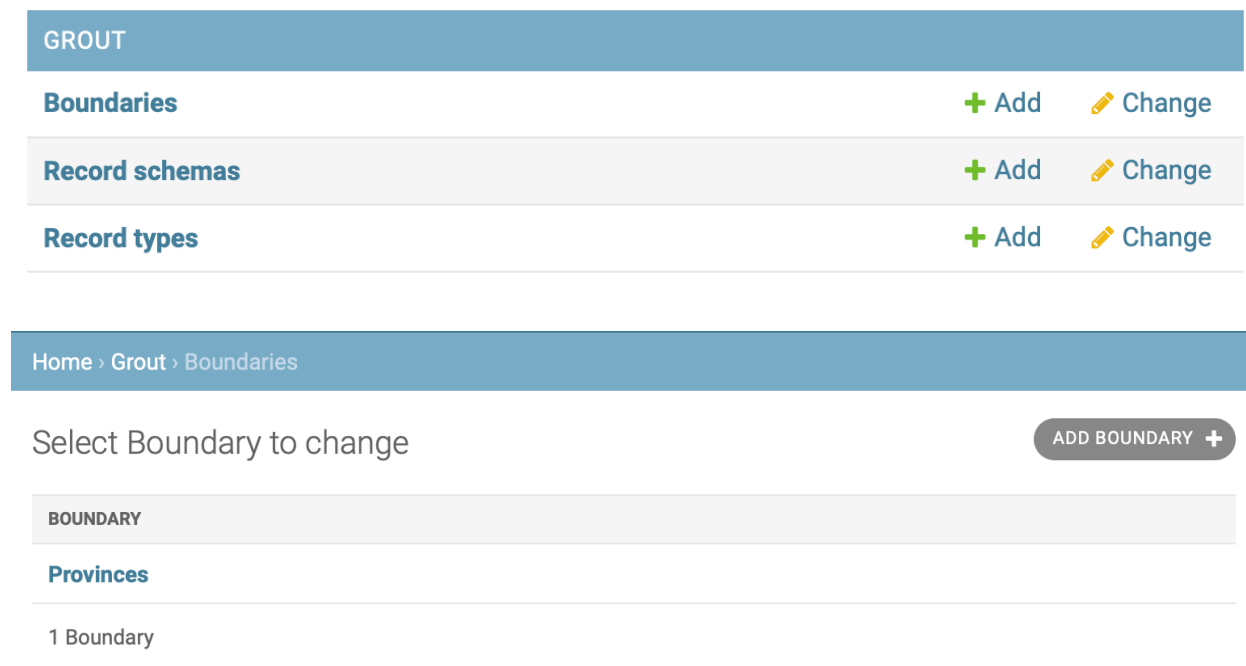 GROUT
Boundaries Add Change
Record schemas Add Change
Record types Add Change
Home › Grout › Boundaries
Select Boundary to change ADD BOUNDARY +
BOUNDARY
Provinces
1 Boundary